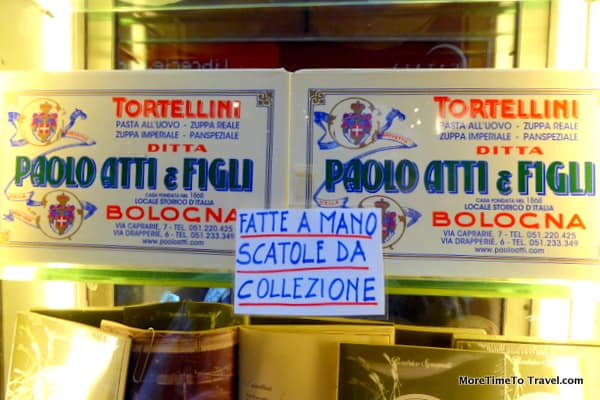 TORTELLINI
PASTA ALL'UOVO - ZUPPA REALE
ZUPPA IMPERIALE - PANSPEZIALE
DITTA
PAOLO ATTI & FIGLI
CASA FONDATA NEL 1868
LOCALE STORICO D'ITALIA
BOLOGNA
VIA CAPRARIE, 7 - TEL. 051.220.425
VIA DRAPPERIE, 6 - TEL. 051.233.349
www.paoloatti.com
TORTELLINI
PASTA ALL'UOVO - ZUPPA REALE
ZUPPA IMPERIALE - PANSPEZIALE
DITTA
PAOLO ATTI & FIGLI
CASA FONDATA NEL 1868
LOCALE STORICO D'ITALIA
BOLOGNA
VIA CAPRARIE, 7 - TEL. 051.220.425
VIA DRAPPERIE, 6 - TEL. 051.233.349
www.paoloatti.com
FATTE A MANO
SCATOLE DA
COLLEZIONE
MoreTimeTo Travel.com